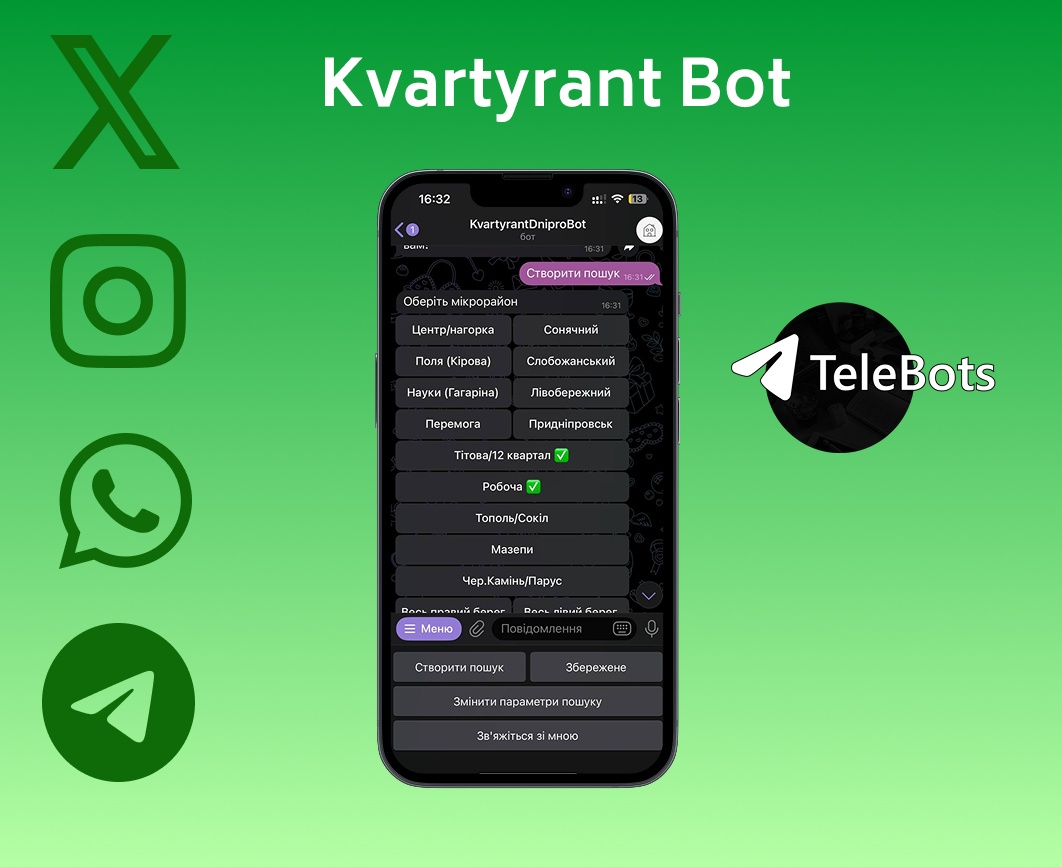 Kvartyrant Bot
16:32
13
1
KvartyrantDniproBot
бот
вам!
16:31
Створити пошук 16:31
Оберіть мікрорайон 16:31
Центр/нагорка Сонячний
Поля (Кірова) Слобожанський
Науки (Гагаріна) Лівобережний
Перемога Придніпровськ
Тітова/12 квартал ✅
Робоча ✅
Тополь/Сокіл
Мазепи
Чер.Камінь/Парус
Весь правий берег Весь лівий берег
Меню Повідомлення
Створити пошук Збережене
Змінити параметри пошуку
Зв'яжіться зі мною
TeleBots